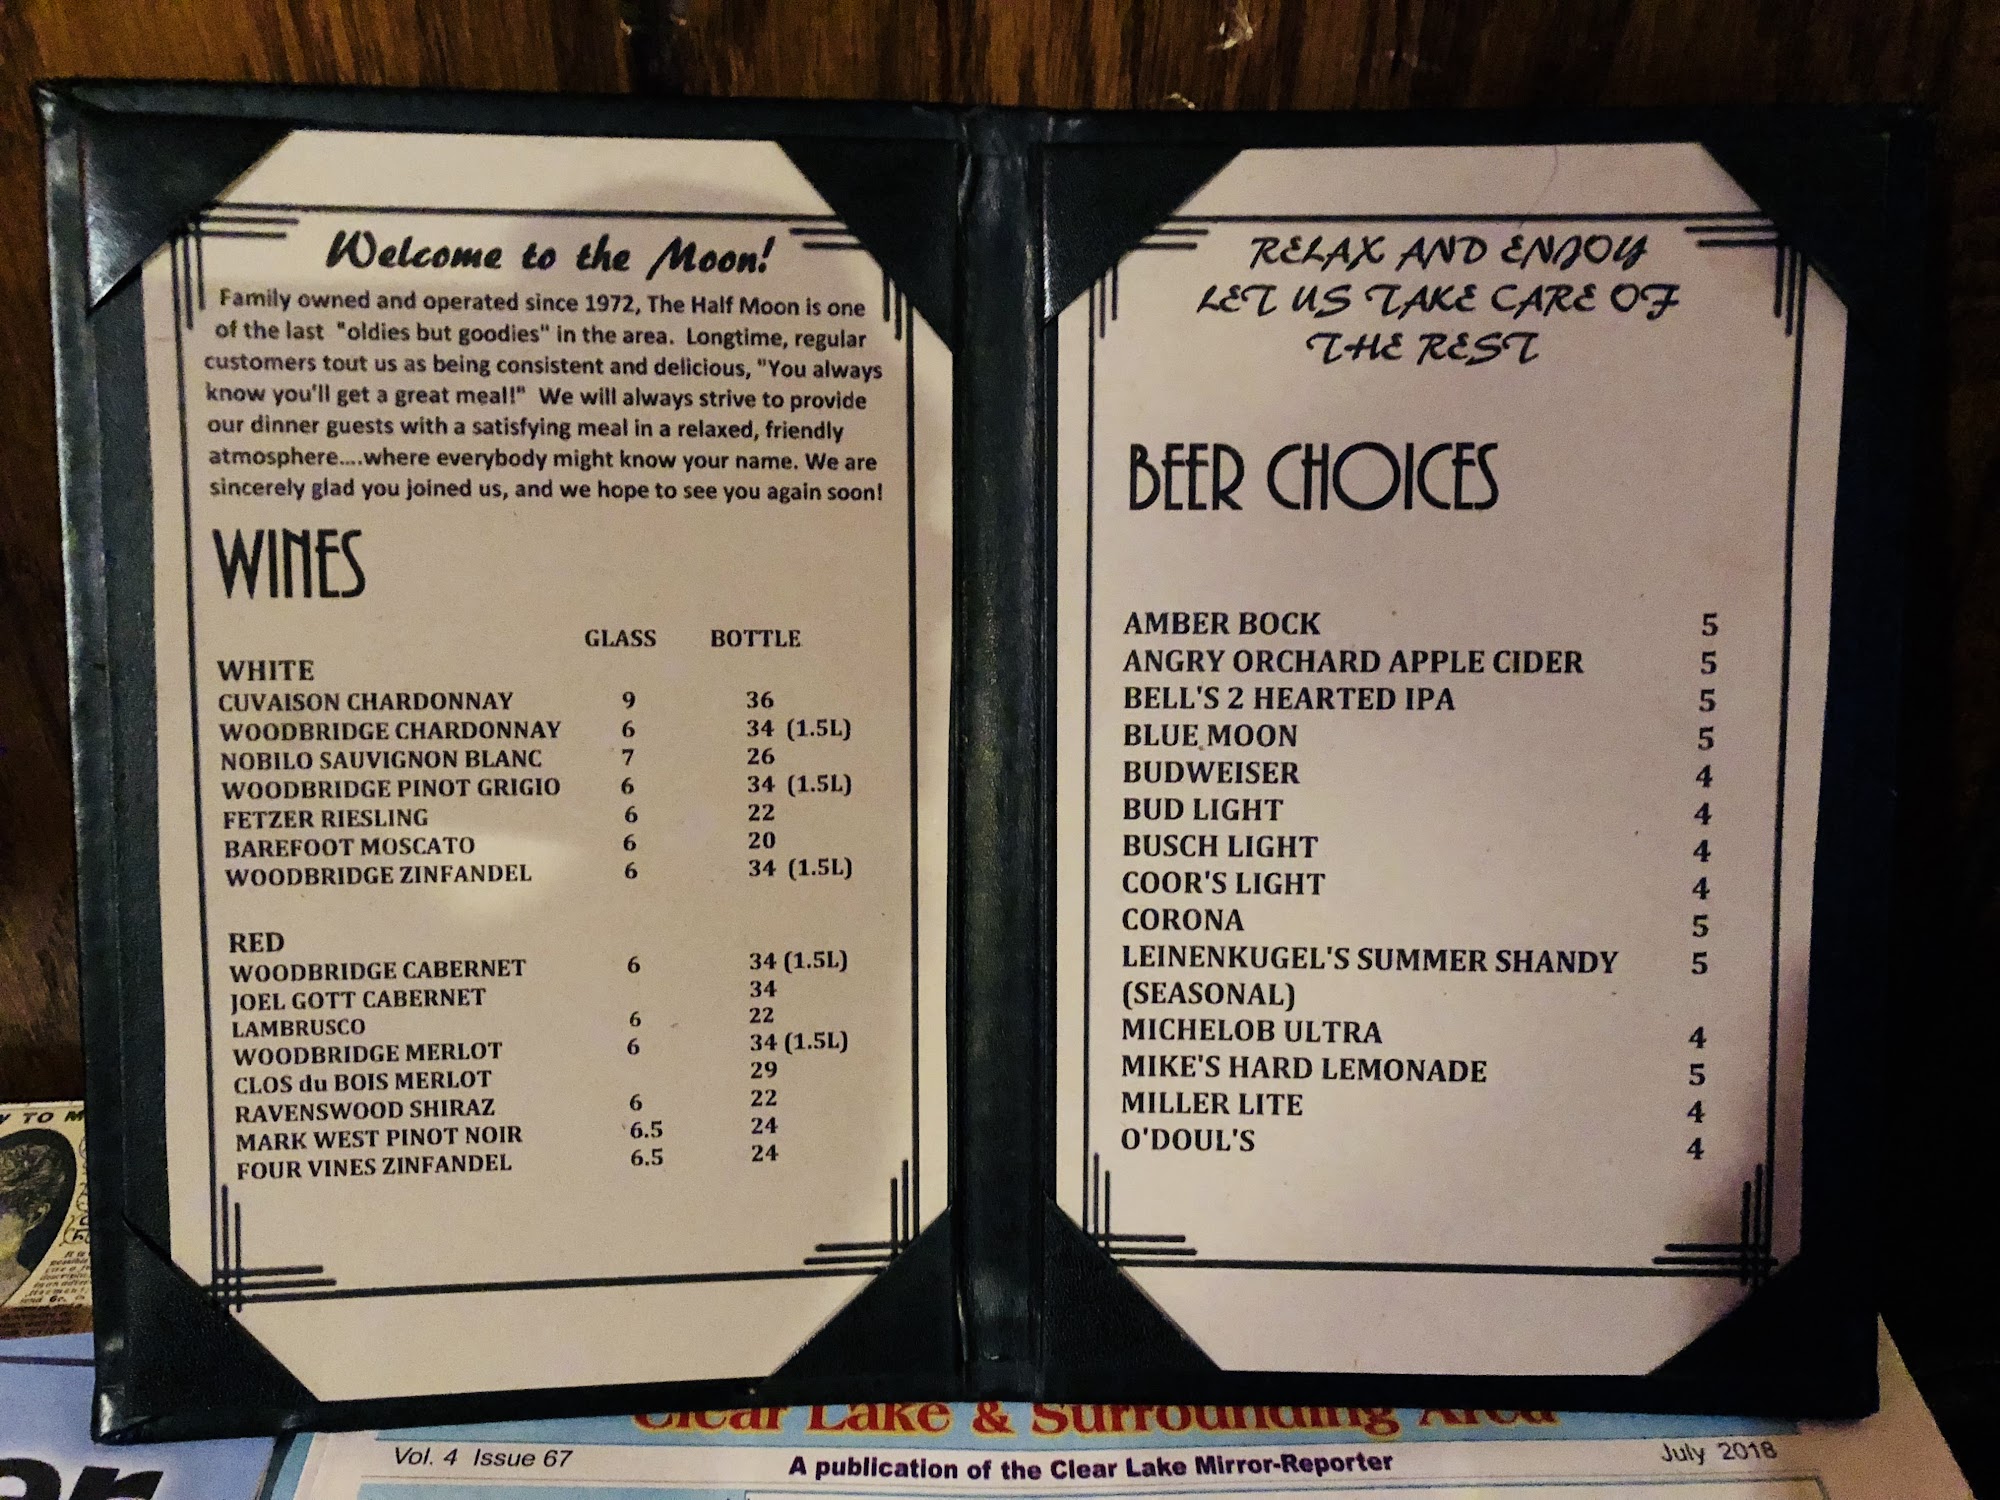 Welcome to the Moon!
Family owned and operated since 1972, The Half Moon is one
of the last "oldies but goodies" in the area. Longtime, regular
customers tout us as being consistent and delicious, "You always
know you'll get a great meal!" We will always strive to provide
our dinner guests with a satisfying meal in a relaxed, friendly
atmosphere....where everybody might know your name. We are
sincerely glad you joined us, and we hope to see you again soon!
WINES
GLASS BOTTLE
WHITE
CUVAISON CHARDONNAY 9 36
WOODBRIDGE CHARDONNAY 6 34 (1.5L)
NOBILO SAUVIGNON BLANC 7 26
WOODBRIDGE PINOT GRIGIO 6 34 (1.5L)
FETZER RIESLING 6 22
BAREFOOT MOSCATO 6 20
WOODBRIDGE ZINFANDEL 6 34 (1.5L)
RED
WOODBRIDGE CABERNET 6 34 (1.5L)
JOEL GOTT CABERNET 34
LAMBRUSCO 6 22
WOODBRIDGE MERLOT 6 34 (1.5L)
CLOS du BOIS MERLOT 29
RAVENSWOOD SHIRAZ 6 22
MARK WEST PINOT NOIR 6.5 24
FOUR VINES ZINFANDEL 6.5 24
RELAX AND ENJOY
LET US TAKE CARE OF
THE REST
BEER CHOICES
AMBER BOCK 5
ANGRY ORCHARD APPLE CIDER 5
BELL'S 2 HEARTED IPA 5
BLUE MOON 5
BUDWEISER 4
BUD LIGHT 4
BUSCH LIGHT 4
COOR'S LIGHT 4
CORONA 5
LEINENKUGEL'S SUMMER SHANDY 5
(SEASONAL)
MICHELOB ULTRA 4
MIKE'S HARD LEMONADE 5
MILLER LITE 4
O'DOUL'S 4
Clear Lake & Surrounding Area
Vol. 4 Issue 67
A publication of the Clear Lake Mirror-Reporter
July 2018
TO
er